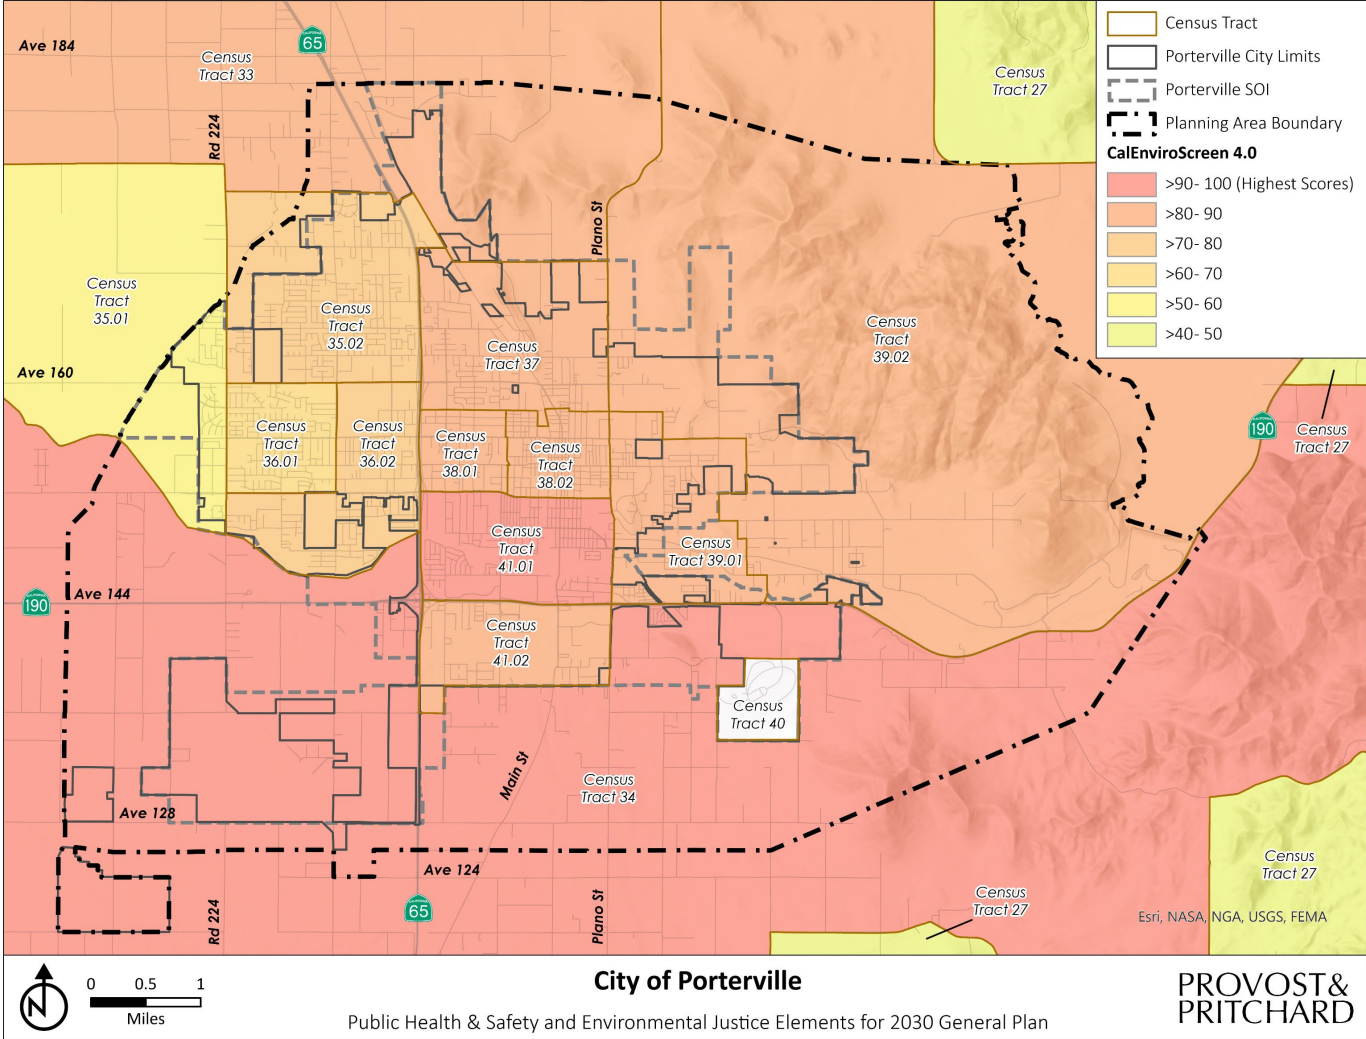 Ave 184
Census
Tract 33
CALIFORNIA
65
Census
Tract 27
Census Tract
Porterville City Limits
Porterville SOI
Planning Area Boundary
CalEnviroScreen 4.0
>90- 100 (Highest Scores)
>80- 90
>70- 80
>60- 70
>50- 60
>40- 50
Rd 224
Plano St
Census
Tract
35.01
Census
Tract
35.02
Census
Tract 37
Census
Tract
39.02
Ave 160
Census
Tract
36.01
Census
Tract
36.02
Census
Tract
38.01
Census
Tract
38.02
CALIFORNIA
190
Census
Tract 27
Census
Tract
41.01
Census
Tract 39.01
CALIFORNIA
190
Ave 144
Census
Tract
41.02
Census
Tract 40
Main St
Census
Tract 34
Ave 128
Ave 124
Census
Tract 27
CALIFORNIA
65
Rd 224
Plano St
Census
Tract 27
Esri, NASA, NGA, USGS, FEMA
N
0 0.5 1
Miles
City of Porterville
Public Health & Safety and Environmental Justice Elements for 2030 General Plan
PROVOST&
PRITCHARD